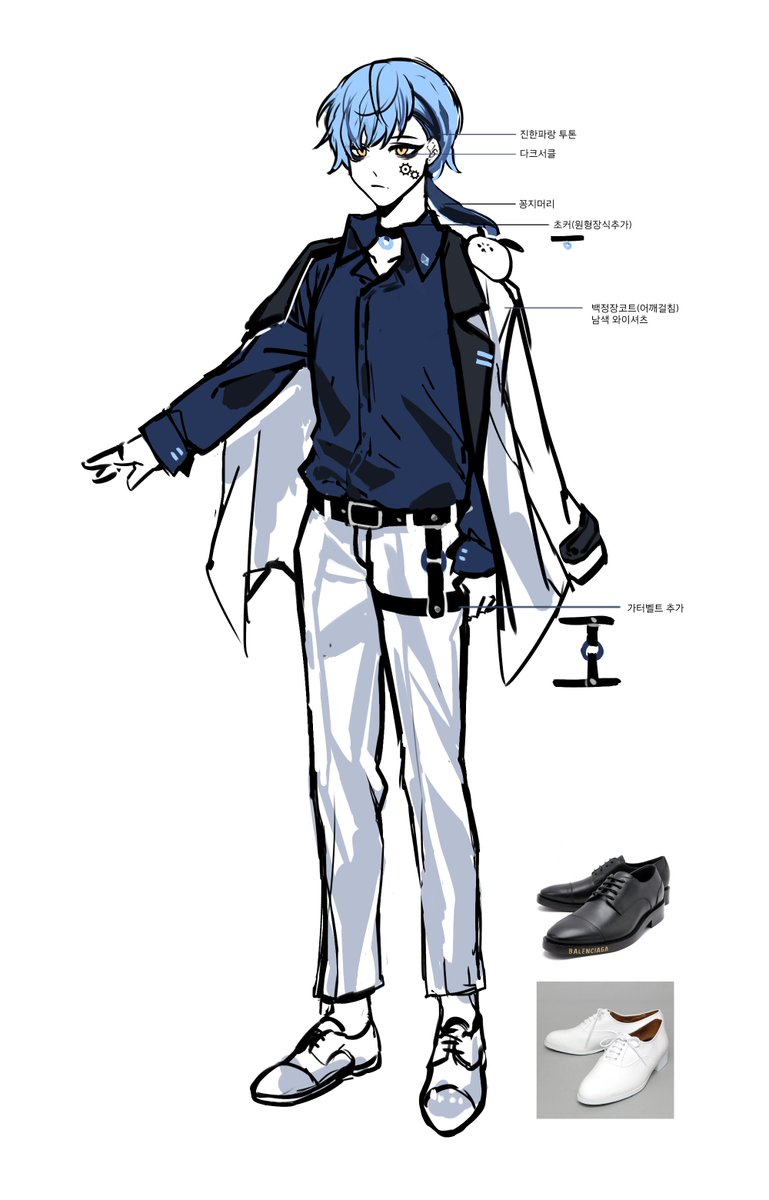 진한파랑 투톤
다크서클
꽁지머리
초커(원형장식추가)
백정장코트(어깨걸침)
남색 와이셔츠
가터벨트 추가
BALENCIAGA